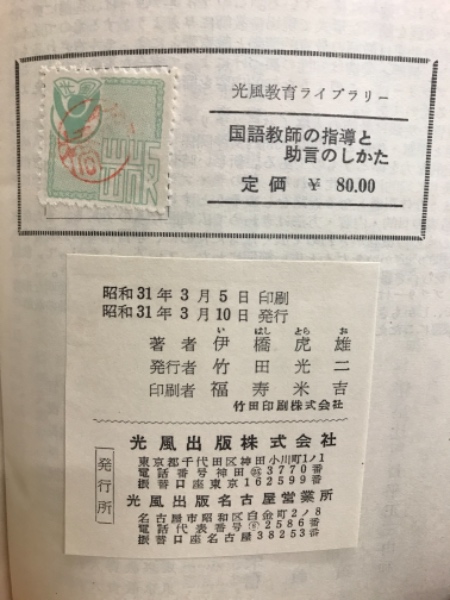 光風教育ライブラリー
国語教師の指導と
助言のしかた
定価 ￥ 80.00
昭和31年3月5日 印刷
昭和31年3月10日 発行
い はし とら お
著者 伊橋虎雄
発行者 竹田光二
印刷者 福寿米吉
竹田印刷株式会社
発行所
光風出版株式会社
東京都千代田区神田小川町1ノ1
電話番号神田㉕3770番
振替口座東京162599番
光風出版名古屋営業所
名古屋市昭和区白金町2ノ8
電話代表番号⑧2586番
振替口座名古屋38253番